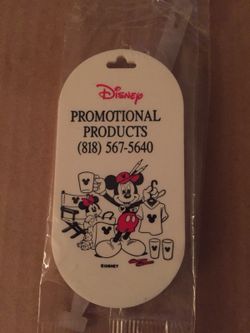 Disney
PROMOTIONAL
PRODUCTS
(818) 567-5640
©DISNEY